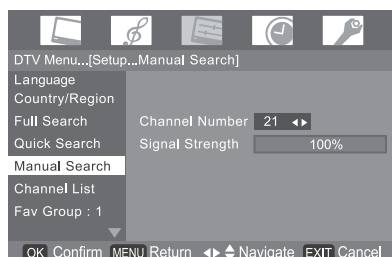 DTV Menu...[Setup...Manual Search]
Language
Country/Region
Full Search
Channel Number 21
Quick Search
Signal Strength 100%
Manual Search
Channel List
Fav Group : 1
OK Confirm MENU Return Navigate EXIT Cancel